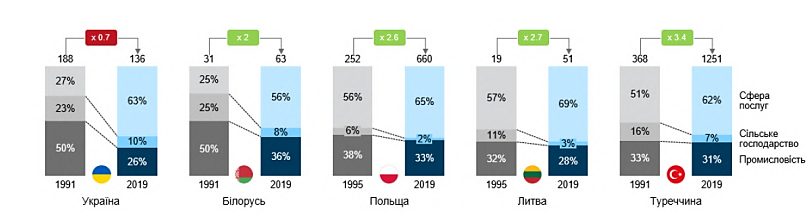 x 0.7
x 2
x 2.6
x 2.7
x 3.4
188 136 31 63 252 660 19 51 368 1251
27% 63% 25% 56% 56% 65% 57% 69% 51% 62%
Сфера
послуг
23% 10% 25% 8% 6% 2% 11% 3% 16% 7%
Сільське
господарство
50% 26% 50% 36% 38% 33% 32% 28% 33% 31%
Промисловість
1991 2019 1991 2019 1995 2019 1995 2019 1991 2019
Україна Білорусь Польща Литва Туреччина